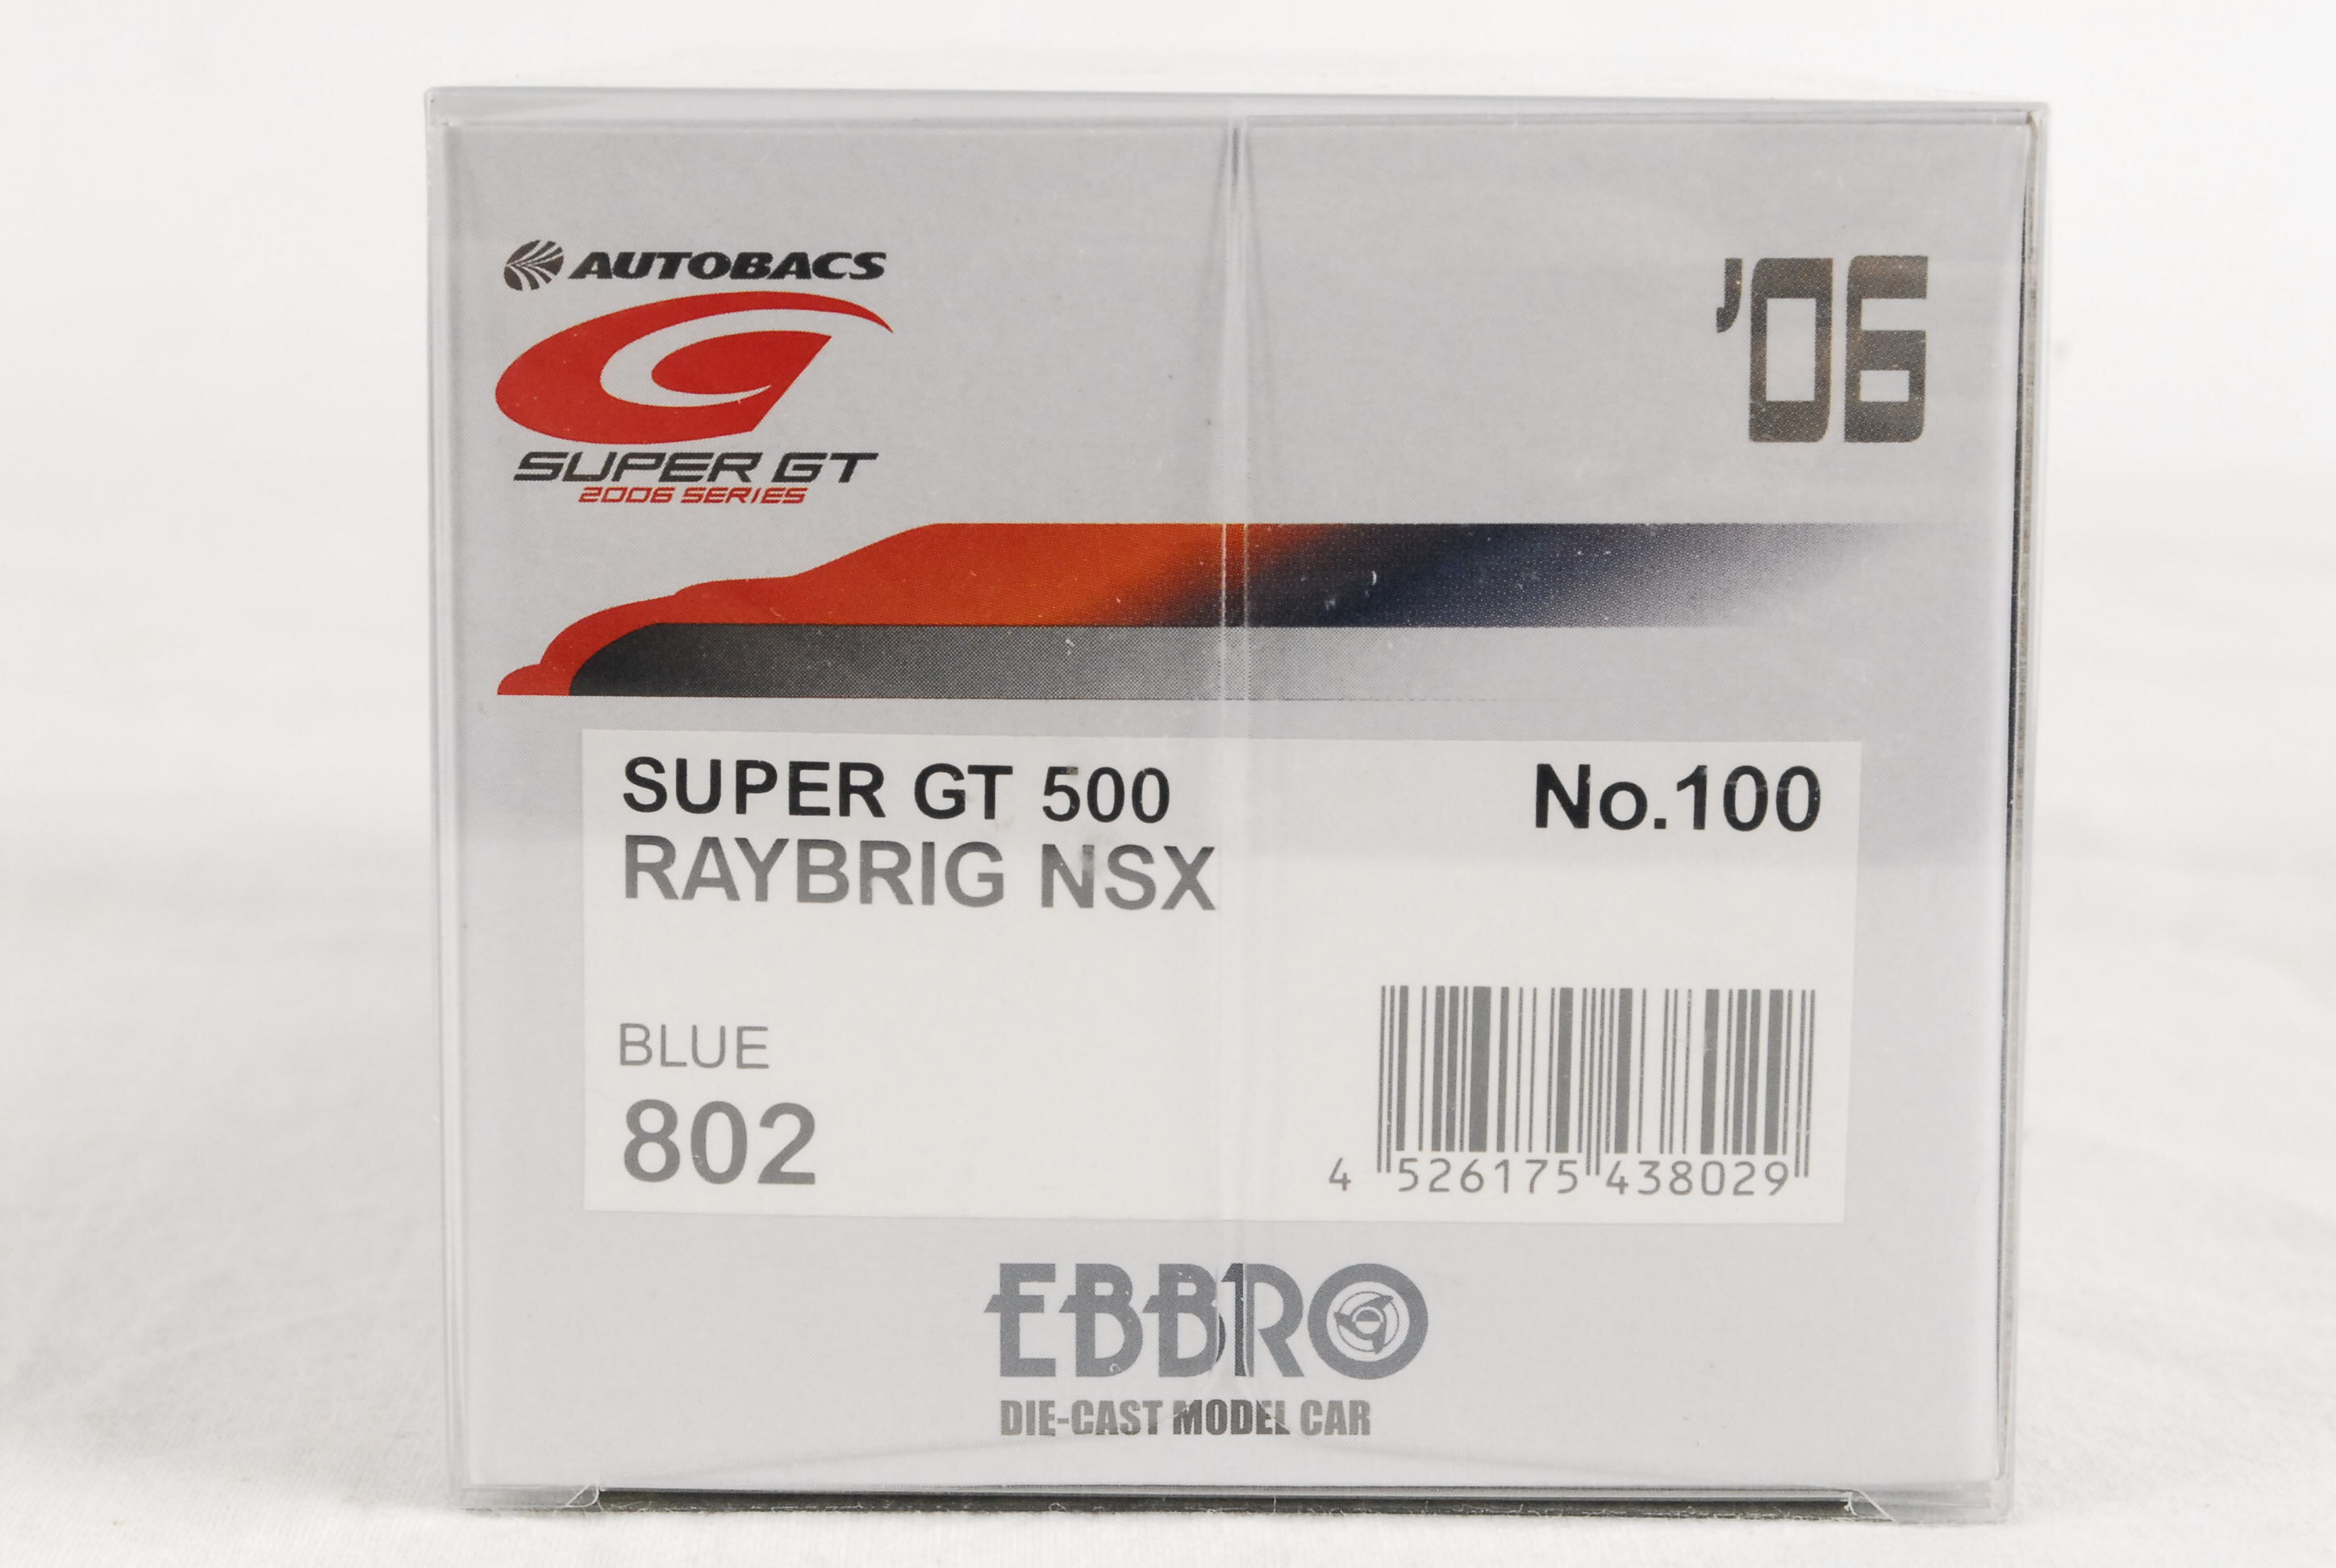 AUTOBACS
'06
SUPER GT
2006 SERIES
SUPER GT 500 No.100
RAYBRIG NSX
BLUE
802
4 526175 438029
EBBRO
DIE-CAST MODEL CAR